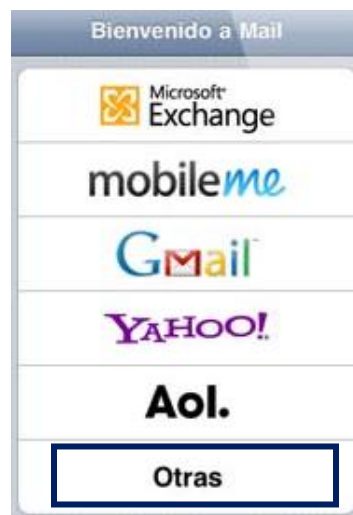 Bienvenido a Mail
Microsoft
Exchange
mobileme
GMail
YAHOO!
Aol.
Otras